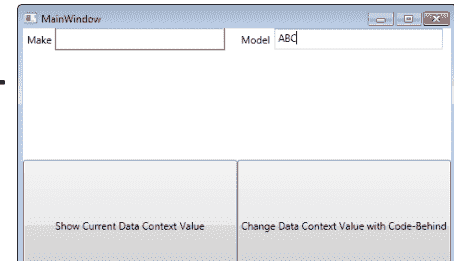 MainWindow
Make Model ABC
Show Current Data Context Value Change Data Context Value with Code-Behind